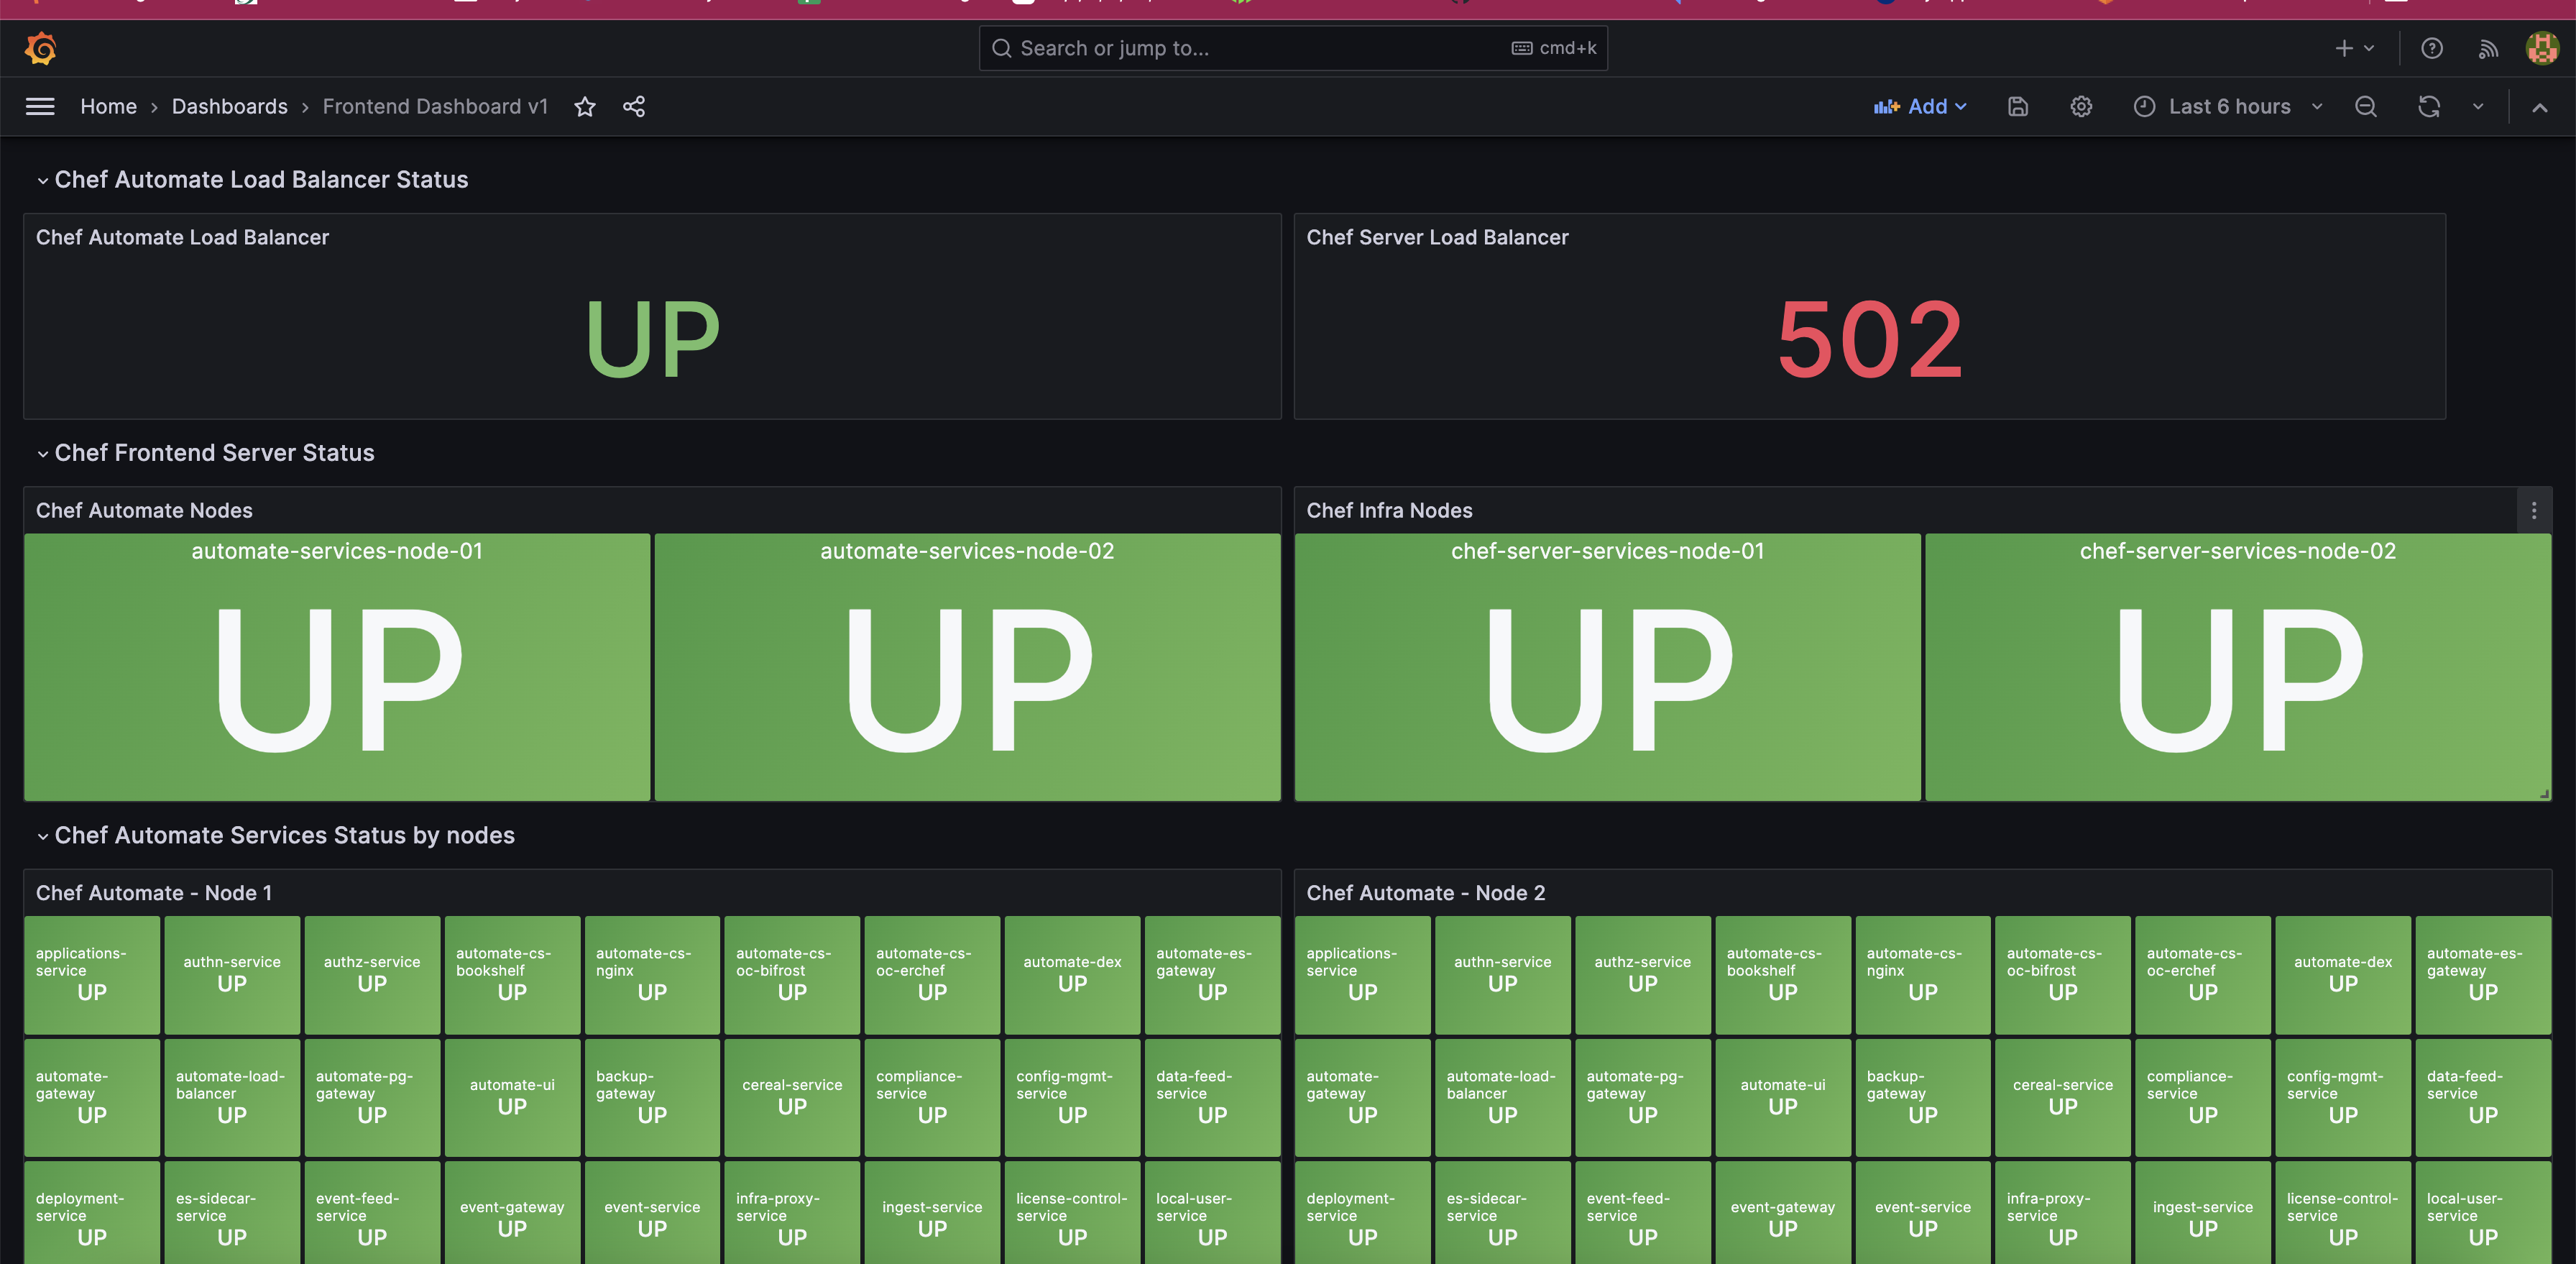 Search or jump to...
cmd+k
Home
Dashboards
Frontend Dashboard v1
Add
Last 6 hours
Chef Automate Load Balancer Status
Chef Automate Load Balancer
UP
Chef Server Load Balancer
502
Chef Frontend Server Status
Chef Automate Nodes
automate-services-node-01
UP
automate-services-node-02
UP
Chef Infra Nodes
chef-server-services-node-01
UP
chef-server-services-node-02
UP
Chef Automate Services Status by nodes
Chef Automate - Node 1
applications-
service
UP
authn-service
UP
authz-service
UP
automate-cs-
bookshelf
UP
automate-cs-
nginx
UP
automate-cs-
oc-bifrost
UP
automate-cs-
oc-erchef
UP
automate-dex
UP
automate-es-
gateway
UP
automate-
gateway
UP
automate-load-
balancer
UP
automate-pg-
gateway
UP
automate-ui
UP
backup-
gateway
UP
cereal-service
UP
compliance-
service
UP
config-mgmt-
service
UP
data-feed-
service
UP
deployment-
service
UP
es-sidecar-
service
UP
event-feed-
service
UP
event-gateway
UP
event-service
UP
infra-proxy-
service
UP
ingest-service
UP
license-control-
service
UP
local-user-
service
UP
Chef Automate - Node 2
applications-
service
UP
authn-service
UP
authz-service
UP
automate-cs-
bookshelf
UP
automate-cs-
nginx
UP
automate-cs-
oc-bifrost
UP
automate-cs-
oc-erchef
UP
automate-dex
UP
automate-es-
gateway
UP
automate-
gateway
UP
automate-load-
balancer
UP
automate-pg-
gateway
UP
automate-ui
UP
backup-
gateway
UP
cereal-service
UP
compliance-
service
UP
config-mgmt-
service
UP
data-feed-
service
UP
deployment-
service
UP
es-sidecar-
service
UP
event-feed-
service
UP
event-gateway
UP
event-service
UP
infra-proxy-
service
UP
ingest-service
UP
license-control-
service
UP
local-user-
service
UP